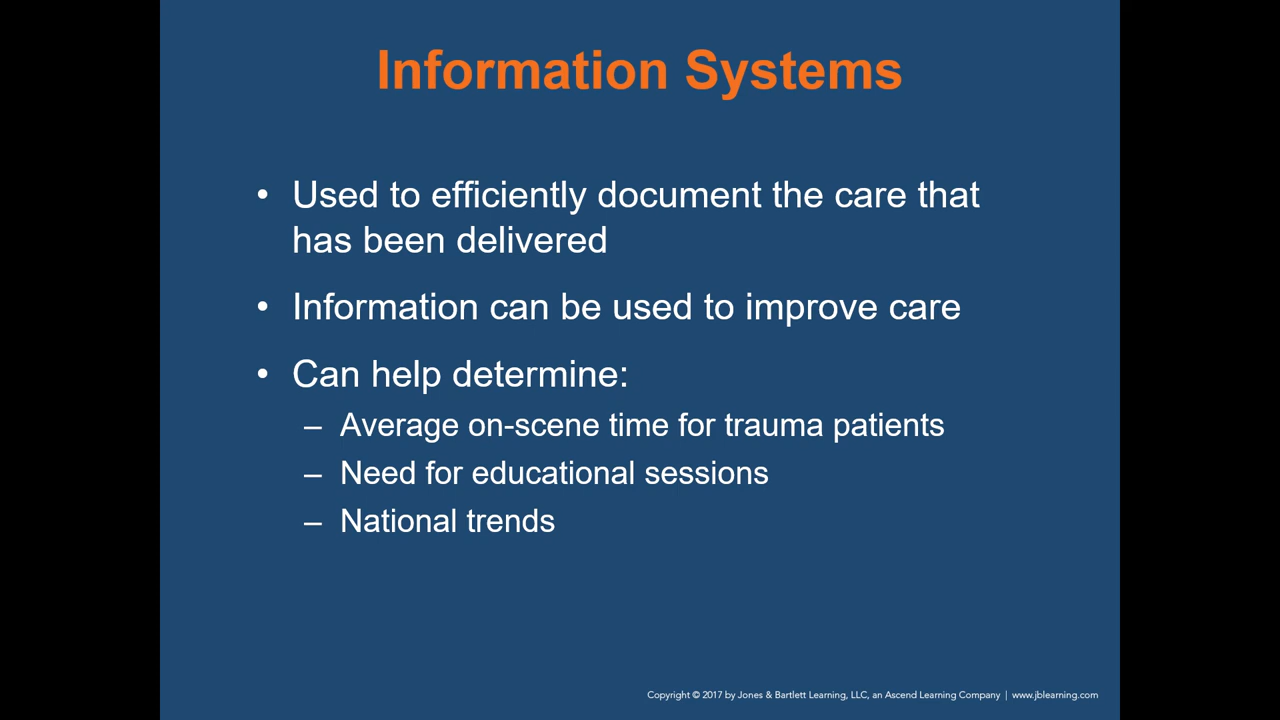 Information Systems
• Used to efficiently document the care that
has been delivered
• Information can be used to improve care
• Can help determine:
– Average on-scene time for trauma patients
– Need for educational sessions
– National trends
Copyright © 2017 by Jones & Bartlett Learning, LLC, an Ascend Learning Company | www.jblearning.com